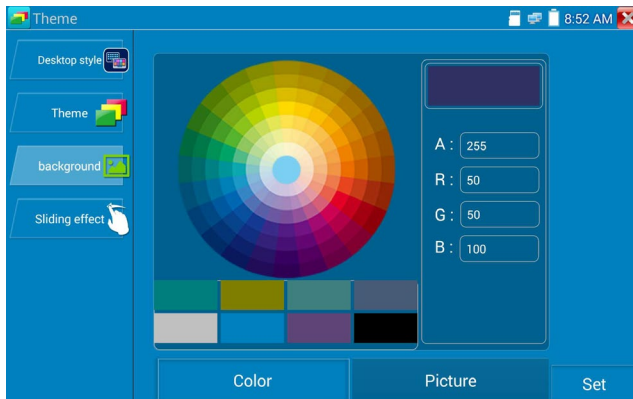 Theme
8:52 AM
Desktop style
Theme
background
Sliding effect
A : 255
R : 50
G : 50
B : 100
Color
Picture
Set